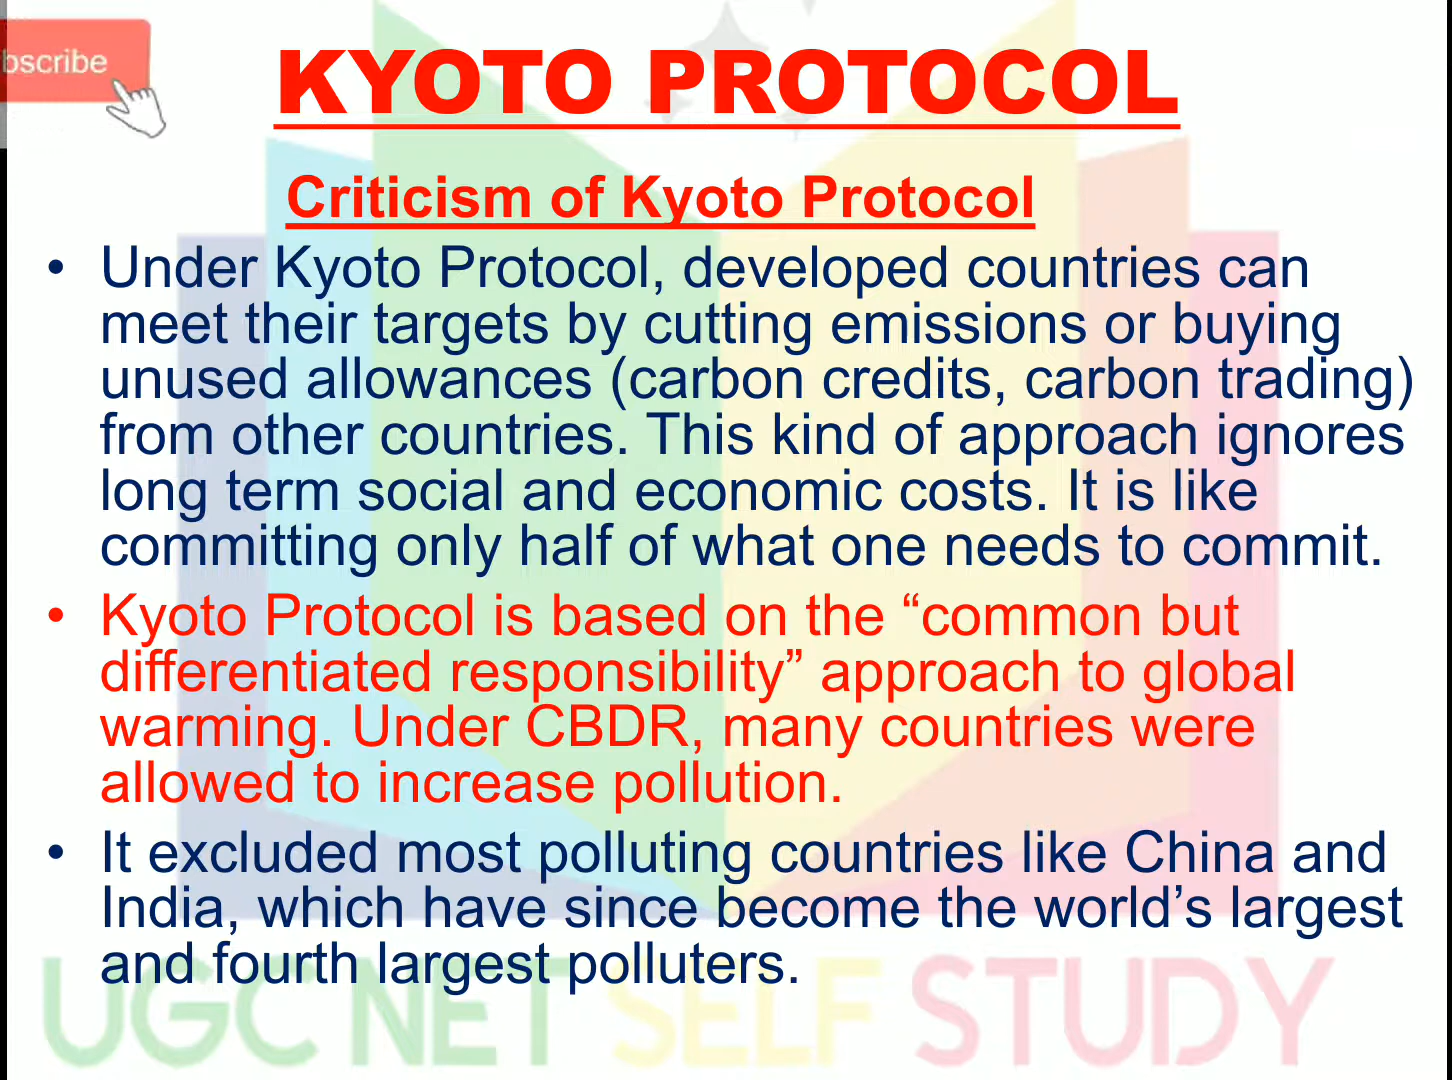 bscribe
KYOTO PROTOCOL
Criticism of Kyoto Protocol
• Under Kyoto Protocol, developed countries can
meet their targets by cutting emissions or buying
unused allowances (carbon credits, carbon trading)
from other countries. This kind of approach ignores
long term social and economic costs. It is like
committing only half of what one needs to commit.
• Kyoto Protocol is based on the “common but
differentiated responsibility” approach to global
warming. Under CBDR, many countries were
allowed to increase pollution.
• It excluded most polluting countries like China and
India, which have since become the world’s largest
and fourth largest polluters.
UGC NET SELF STUDY